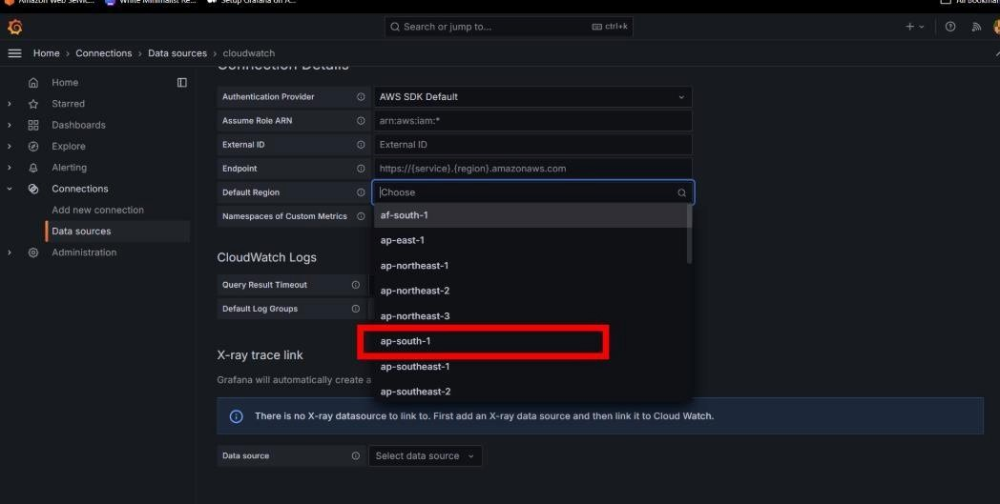 Amazon Web Servic...
White Minimalist Re...
Setup Grafana on A...
All Bookmar
Search or jump to...
ctrl+k
Home › Connections › Data sources › cloudwatch
Home
Starred
Dashboards
Explore
Alerting
Connections
Add new connection
Data sources
Administration
Connection Details
Authentication Provider
AWS SDK Default
Assume Role ARN
arn:aws:iam:*
External ID
External ID
Endpoint
https://{service}.{region}.amazonaws.com
Default Region
Choose
Namespaces of Custom Metrics
af-south-1
ap-east-1
ap-northeast-1
ap-northeast-2
ap-northeast-3
ap-south-1
ap-southeast-1
ap-southeast-2
CloudWatch Logs
Query Result Timeout
Default Log Groups
X-ray trace link
Grafana will automatically create a
There is no X-ray datasource to link to. First add an X-ray data source and then link it to Cloud Watch.
Data source
Select data source